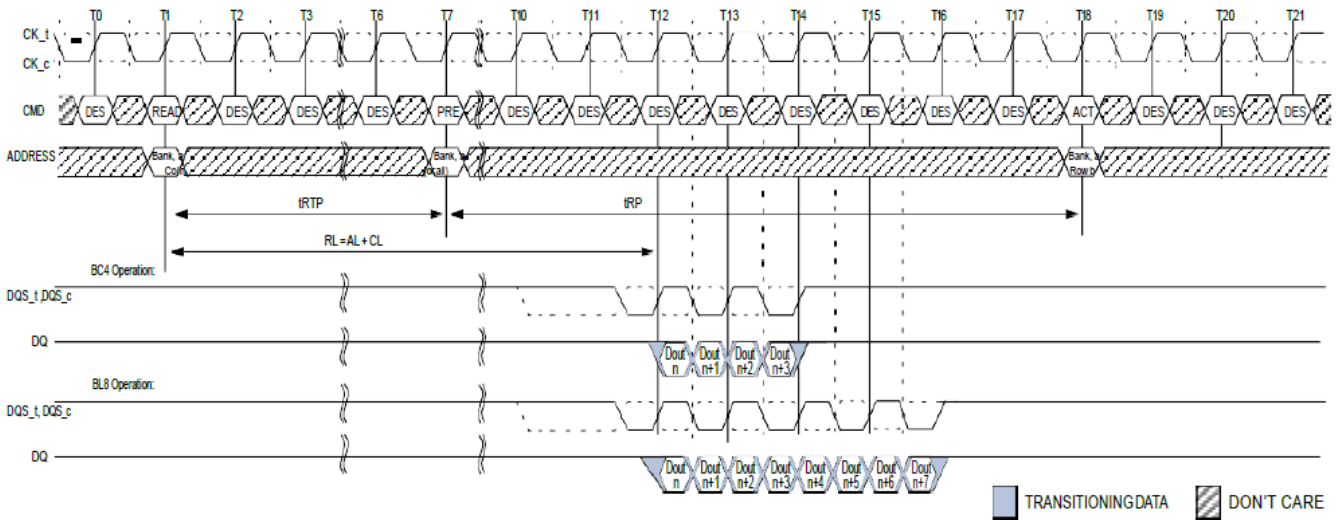 T0 T1 T2 T3 T6 T7 T10 T11 T12 T13 T14 T15 T16 T17 T18 T19 T20 T21
CK_t
CK_c
CMD DES READ DES DES DES PRE DES DES DES DES DES DES DES DES ACT DES DES DES
ADDRESS Bank, a Bank, a Bank, a
Col n (or all) Row b
tRTP tRP
RL = AL + CL
BC4 Operation:
DQS_t, DQS_c
DQ
Dout Dout Dout Dout
n n+1 n+2 n+3
BL8 Operation:
DQS_t, DQS_c
DQ
Dout Dout Dout Dout Dout Dout Dout Dout
n n+1 n+2 n+3 n+4 n+5 n+6 n+7
TRANSITIONING DATA DON'T CARE